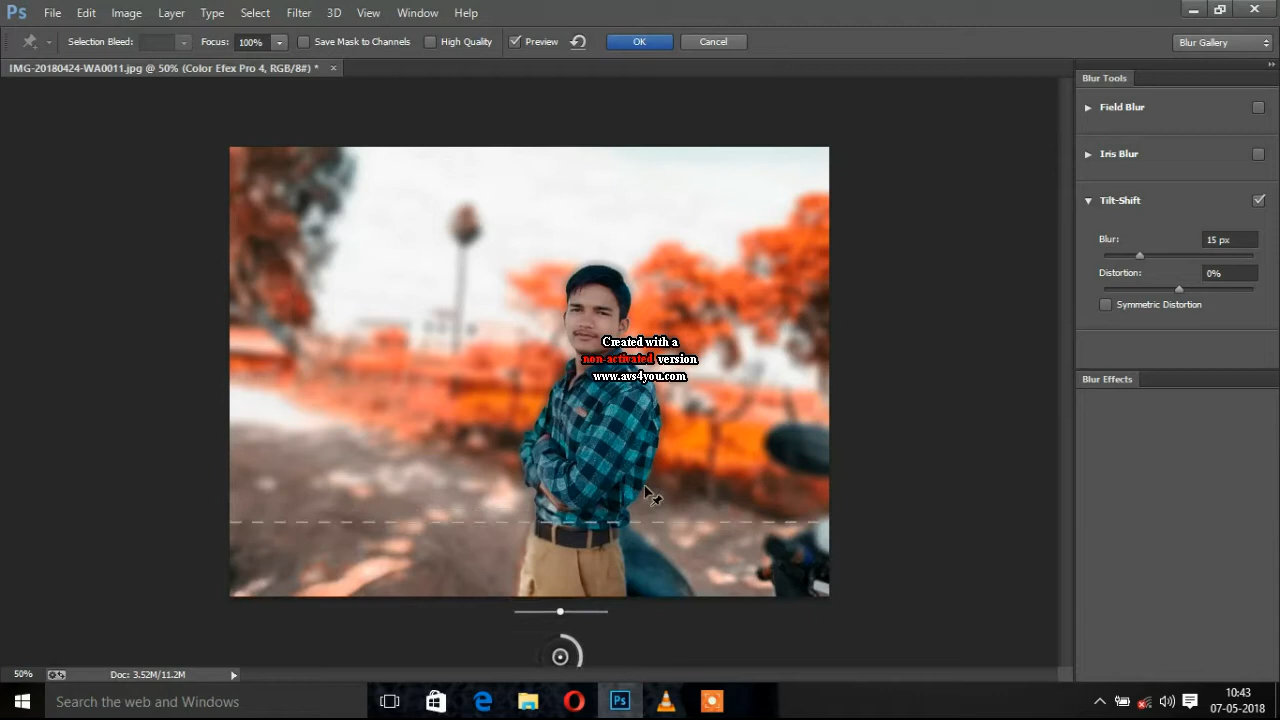 Ps File Edit Image Layer Type Select Filter 3D View Window Help
Selection Bleed: Focus: 100% Save Mask to Channels High Quality Preview OK Cancel Blur Gallery
IMG-20180424-WA0011.jpg @ 50% (Color Efex Pro 4, RGB/8#) * ×
Blur Tools
Field Blur
Iris Blur
Tilt-Shift
Blur: 15 px
Distortion: 0%
Symmetric Distortion
Created with a
non-activated version
www.avs4you.com
Blur Effects
50% Doc: 3.52M/11.2M
Search the web and Windows
Ps
10:43
07-05-2018